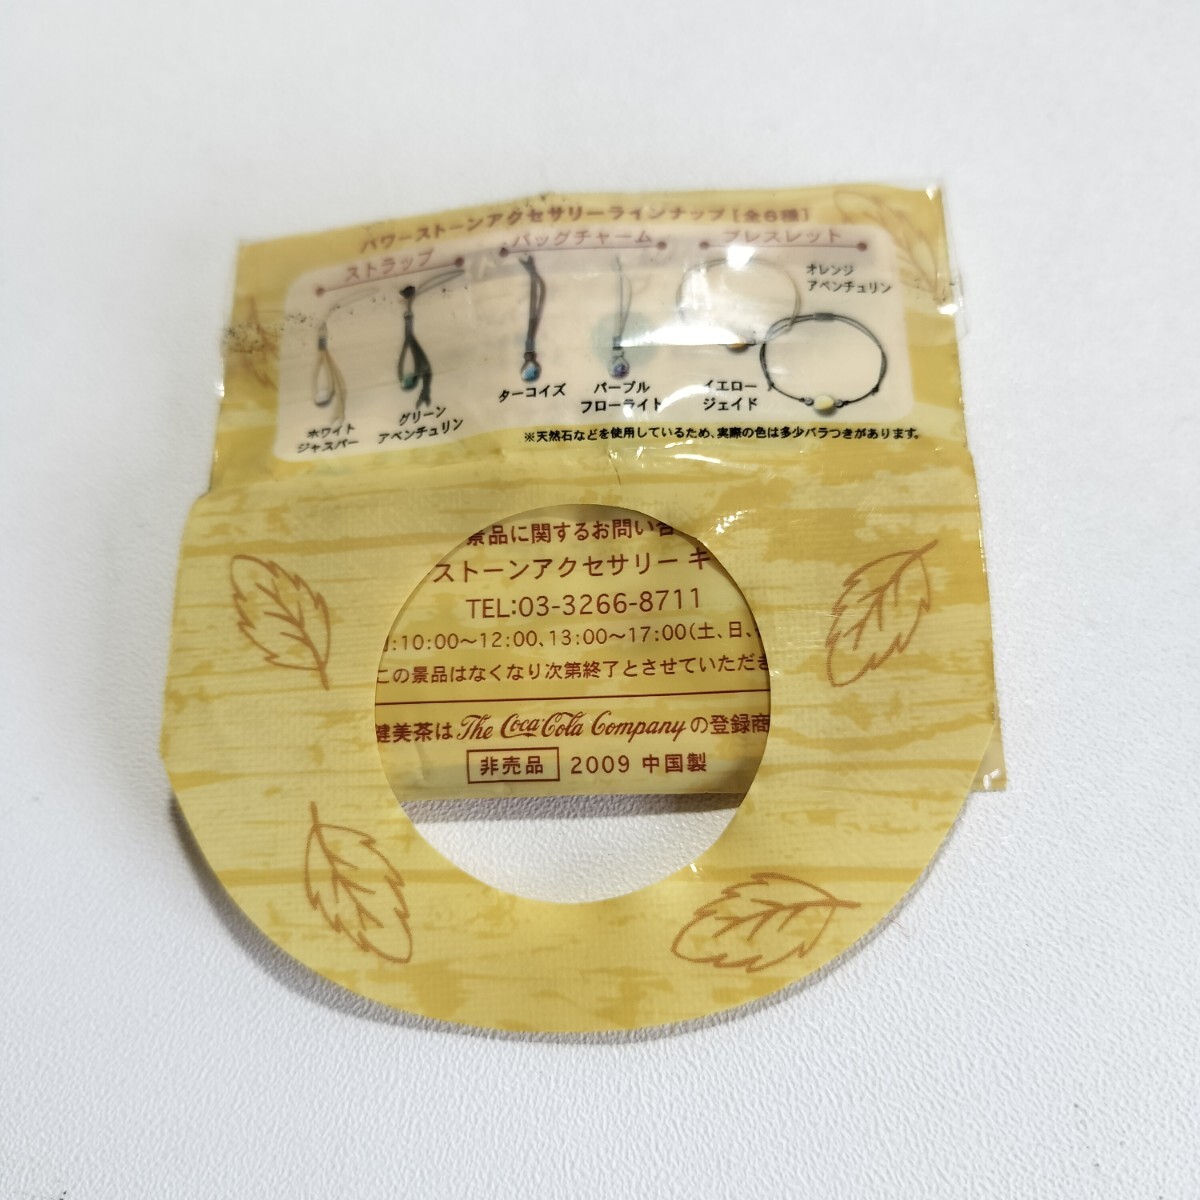 パワーストーンアクセサリーラインナップ［全6種］
ストラップ
バッグチャーム
ブレスレット
オレンジ
アベンチュリン
ホワイト
ジャスパー
グリーン
アベンチュリン
ターコイズ
パープル
フローライト
イエロー
ジェイド
※天然石などを使用しているため、実際の色は多少バラつきがあります。
景品に関するお問い合
ストーンアクセサリー キ
TEL:03-3266-8711
:10:00〜12:00、13:00〜17:00(土、日、
この景品はなくなり次第終了とさせていただき
健美茶は The Coca-Cola Company の登録商
非売品 2009 中国製